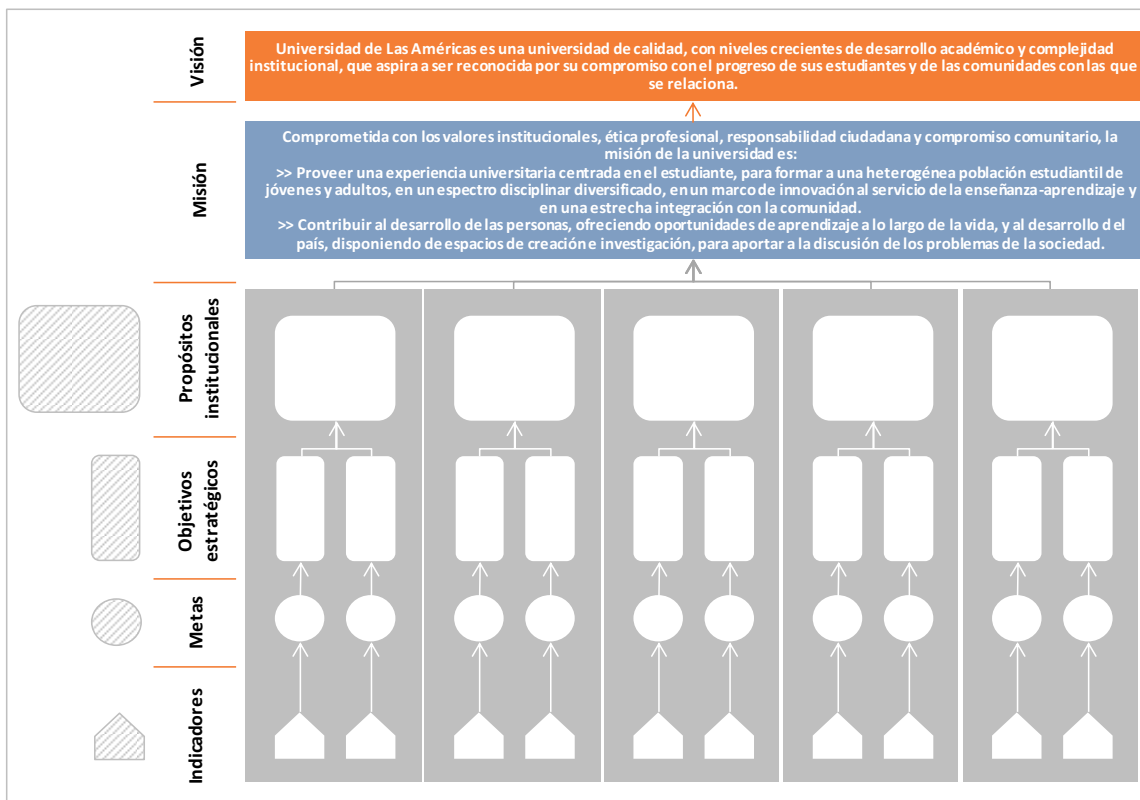 Visión
Universidad de Las Américas es una universidad de calidad, con niveles crecientes de desarrollo académico y complejidad
institucional, que aspira a ser reconocida por su compromiso con el progreso de sus estudiantes y de las comunidades con las que
se relaciona.
Misión
Comprometida con los valores institucionales, ética profesional, responsabilidad ciudadana y compromiso comunitario, la
misión de la universidad es:
>> Proveer una experiencia universitaria centrada en el estudiante, para formar a una heterogénea población estudiantil de
jóvenes y adultos, en un espectro disciplinar diversificado, en un marco de innovación al servicio de la enseñanza-aprendizaje y
en una estrecha integración con la comunidad.
>> Contribuir al desarrollo de las personas, ofreciendo oportunidades de aprendizaje a lo largo de la vida, y al desarrollo del
país, disponiendo de espacios de creación e investigación, para aportar a la discusión de los problemas de la sociedad.
Propósitos
institucionales
Objetivos
estratégicos
Metas
Indicadores